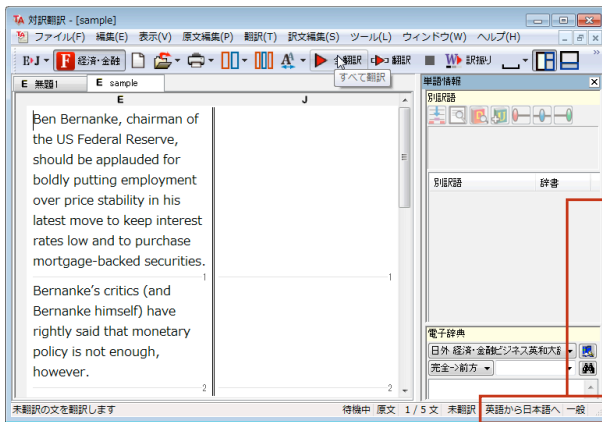 対訳翻訳 - [sample]
ファイル(F) 編集(E) 表示(V) 原文編集(P) 翻訳(T) 訳文編集(S) ツール(L) ウィンドウ(W) ヘルプ(H)
E›J F 経済・金融 翻訳 翻訳 W 訳振り
すべて翻訳
E 無題1 E sample
E J
Ben Bernanke, chairman of
the US Federal Reserve,
should be applauded for
boldly putting employment
over price stability in his
latest move to keep interest
rates low and to purchase
mortgage-backed securities.
1 1
Bernanke's critics (and
Bernanke himself) have
rightly said that monetary
policy is not enough,
however.
2 2
単語情報
別訳語
別訳語 辞書
電子辞典
日外 経済・金融ビジネス英和大
完全->前方
未翻訳の文を翻訳します 待機中 原文 1 / 5 文 未翻訳 英語から日本語へ 一般